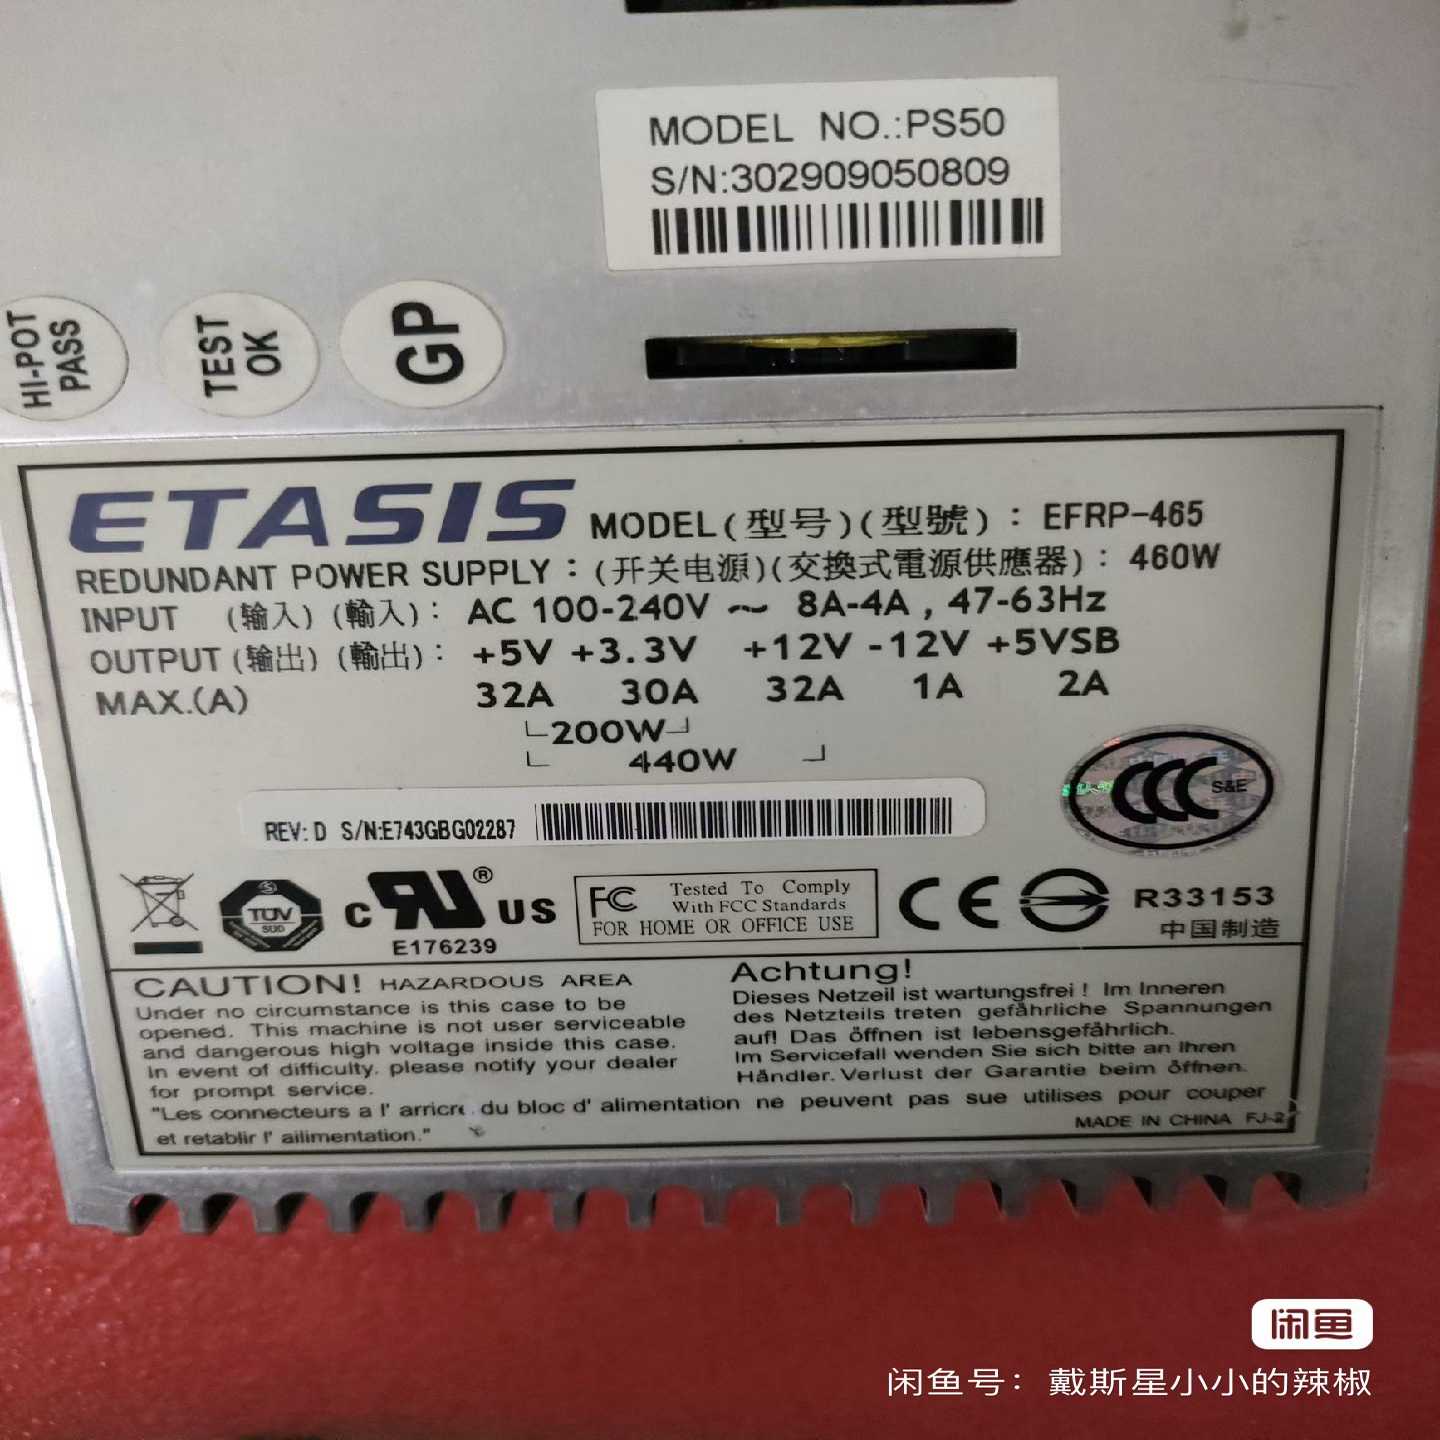 MODEL NO.:PS50
S/N:302909050809
HI-POT
PASS
TEST
OK
GP
ETASIS MODEL(型号)(型號): EFRP-465
REDUNDANT POWER SUPPLY:(开关电源)(交換式電源供應器): 460W
INPUT (输入)(輸入): AC 100-240V ~ 8A-4A , 47-63Hz
OUTPUT(输出)(輸出): +5V +3.3V +12V -12V +5VSB
MAX.(A) 32A 30A 32A 1A 2A
200W
440W
CCC S&E
REV: D S/N:E743GBG02287
TÜV
SÜD
c RU US
E176239
FC Tested To Comply
With FCC Standards
FOR HOME OR OFFICE USE
CE
R33153
中国制造
CAUTION! HAZARDOUS AREA
Under no circumstance is this case to be
opened. This machine is not user serviceable
and dangerous high voltage inside this case.
In event of difficulty. please notify your dealer
for prompt service.
Achtung!
Dieses Netzeil ist wartungsfrei ! Im Inneren
des Netzteils treten gefährliche Spannungen
auf! Das öffnen ist lebensgefährlich.
Im Servicefall wenden Sie sich bitte an Ihren
Händler. Verlust der Garantie beim öffnen.
"Les connecteurs a l' du bloc d' alimentation ne peuvent pas sue utilises pour couper
et retablir l' ailimentation."
MADE IN CHINA FJ-2
闲鱼
闲鱼号：戴斯星小小的辣椒